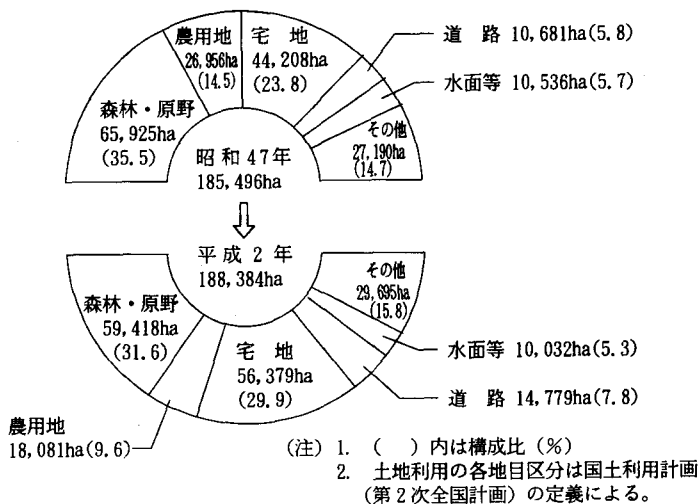 農用地
26,956ha
(14.5)
宅 地
44,208ha
(23.8)
道 路 10,681ha(5.8)
水面等 10,536ha(5.7)
森林・原野
65,925ha
(35.5)
その他
27,190ha
(14.7)
昭和47年
185,496ha
平成2年
188,384ha
その他
29,695ha
(15.8)
森林・原野
59,418ha
(31.6)
宅 地
56,379ha
(29.9)
水面等 10,032ha(5.3)
道 路 14,779ha(7.8)
農用地
18,081ha(9.6)
(注) 1. ( )内は構成比(%)
2. 土地利用の各地目区分は国土利用計画
(第2次全国計画)の定義による。